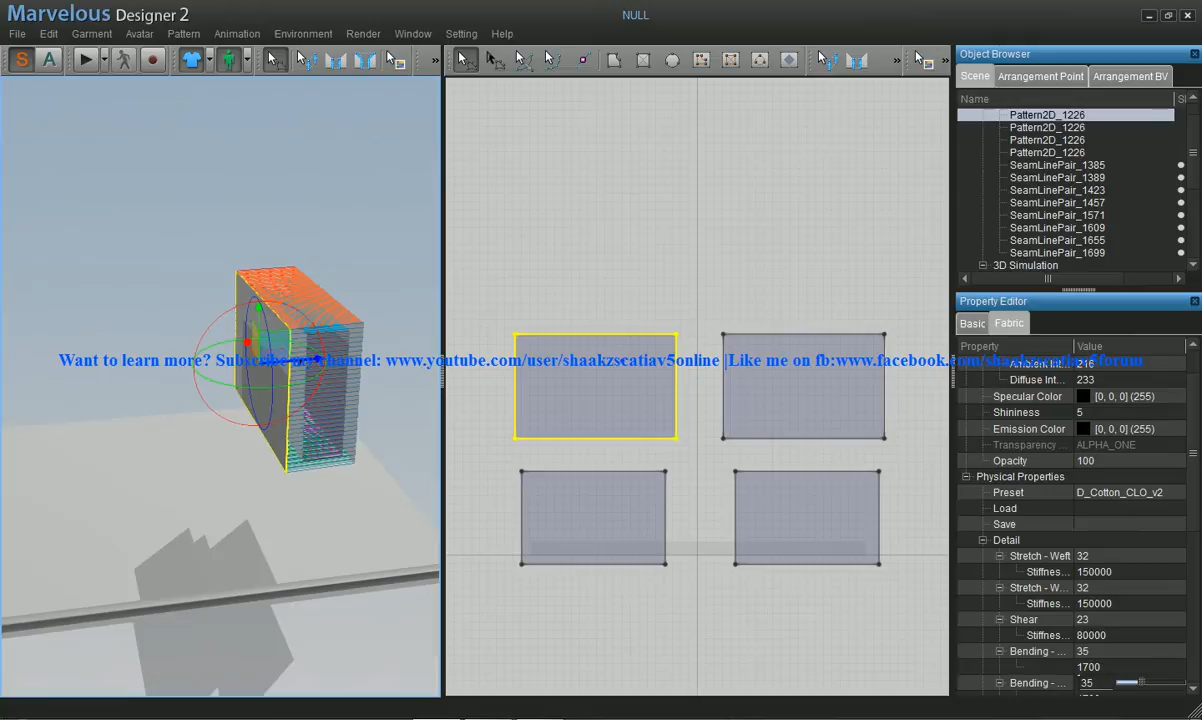 Marvelous Designer 2
NULL
File Edit Garment Avatar Pattern Animation Environment Render Window Setting Help
S A » » »
Object Browser
Scene Arrangement Point Arrangement BV
Name S
Pattern2D_1226
Pattern2D_1226
Pattern2D_1226
Pattern2D_1226
SeamLinePair_1385
SeamLinePair_1389
SeamLinePair_1423
SeamLinePair_1457
SeamLinePair_1571
SeamLinePair_1609
SeamLinePair_1655
SeamLinePair_1699
3D Simulation
Property Editor
Basic Fabric
Property Value
Want to learn more? Subscribe my channel: www.youtube.com/user/shaakzscatiav5online |Like me on fb:www.facebook.com/shaakzscatiav5forum
Ambient Int... 216
Diffuse Int... 233
Specular Color [0, 0, 0] (255)
Shininess 5
Emission Color [0, 0, 0] (255)
Transparency ... ALPHA_ONE
Opacity 100
Physical Properties
Preset D_Cotton_CLO_v2
Load
Save
Detail
Stretch - Weft 32
Stiffnes... 150000
Stretch - W... 32
Stiffnes... 150000
Shear 23
Stiffnes... 80000
Bending - ... 35
1700
Bending - ... 35